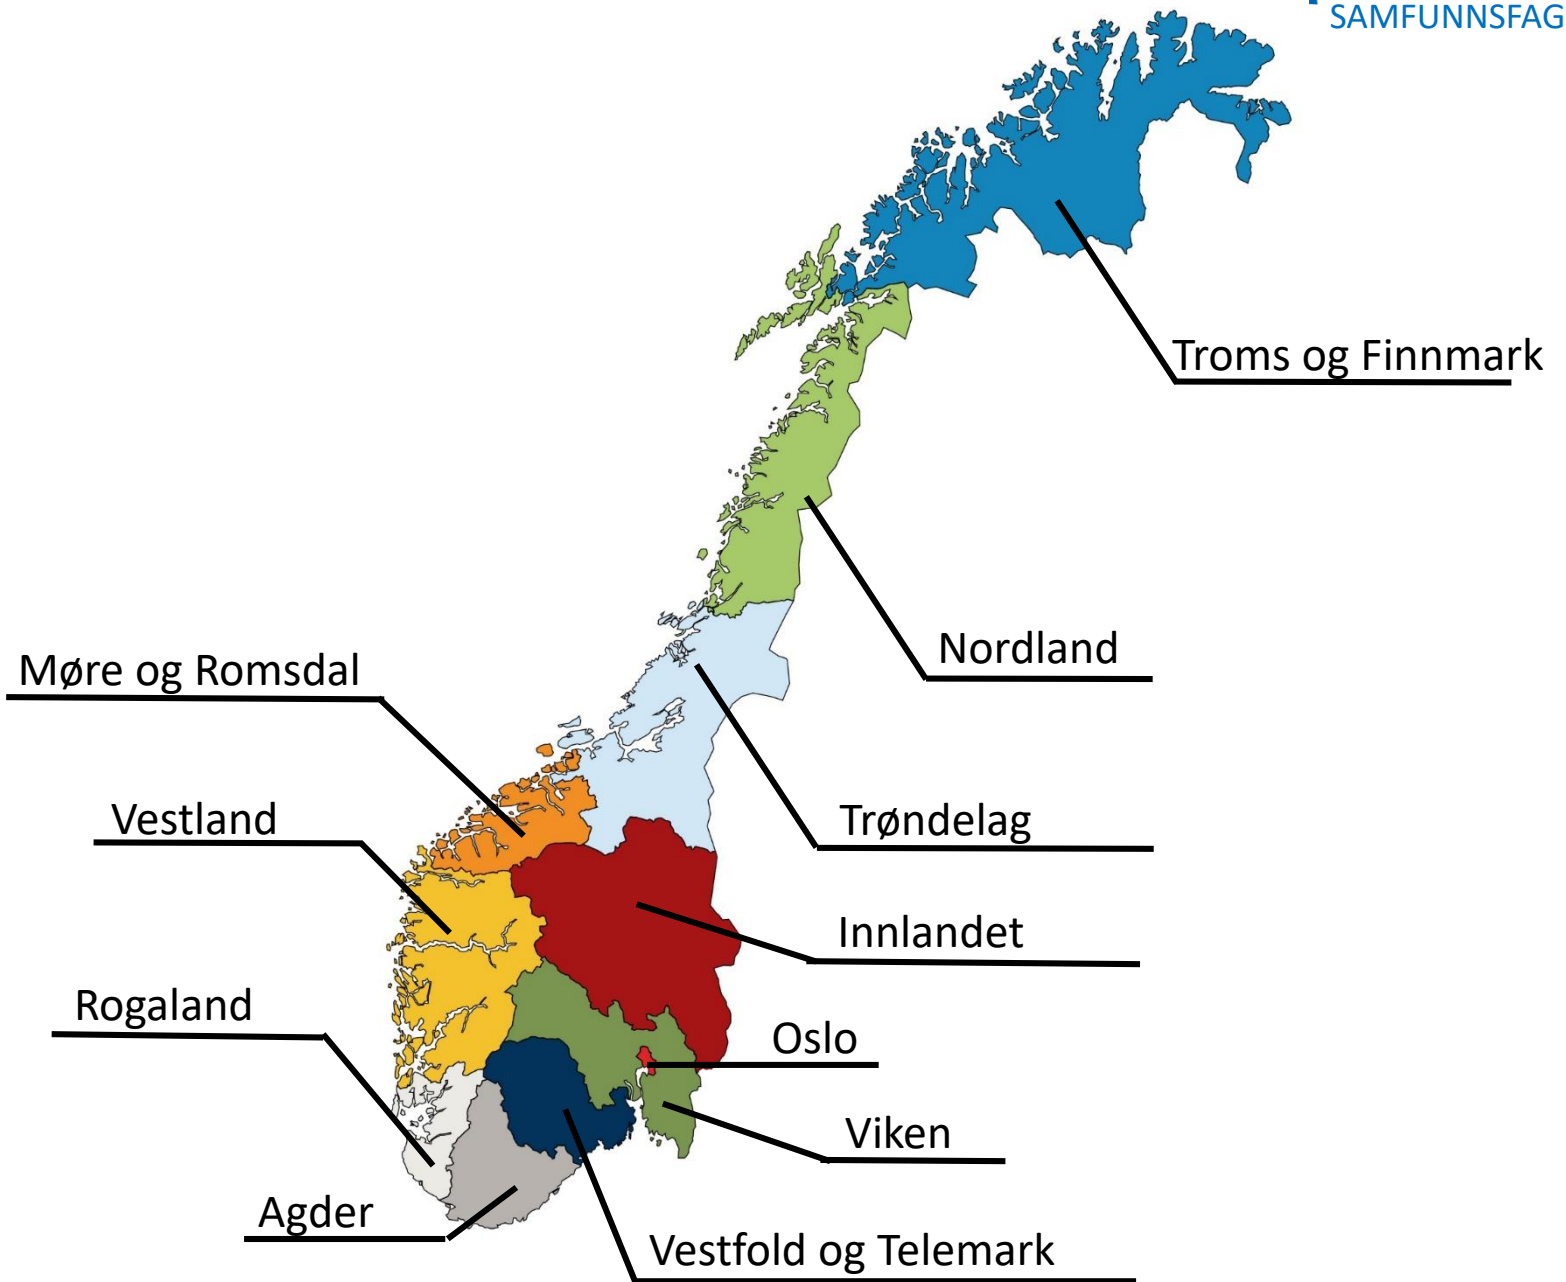 SAMFUNNSFAG
Troms og Finnmark
Nordland
Møre og Romsdal
Trøndelag
Vestland
Innlandet
Rogaland
Oslo
Viken
Agder
Vestfold og Telemark